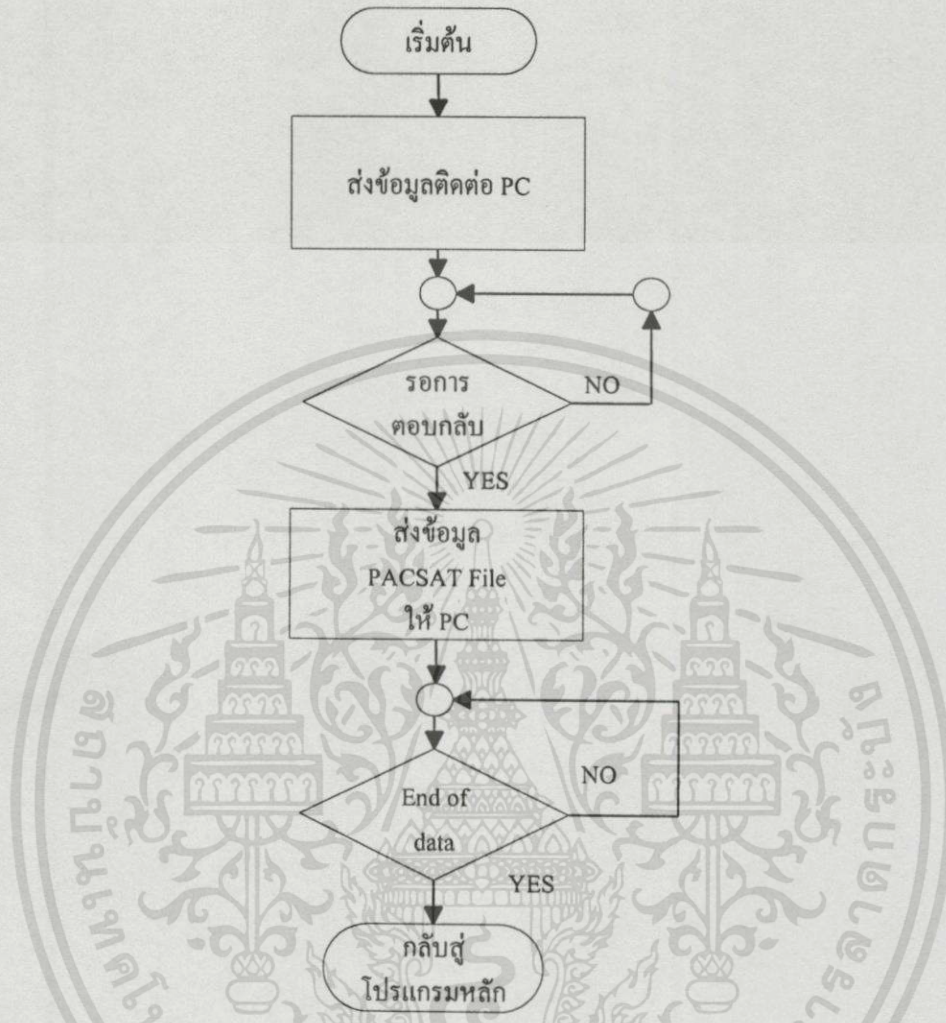 เริ่มต้น
ส่งข้อมูลติดต่อ PC
รอการ
ตอบกลับ
NO
YES
ส่งข้อมูล
PACSAT File
ให้ PC
End of
data
NO
YES
กลับสู่
โปรแกรมหลัก